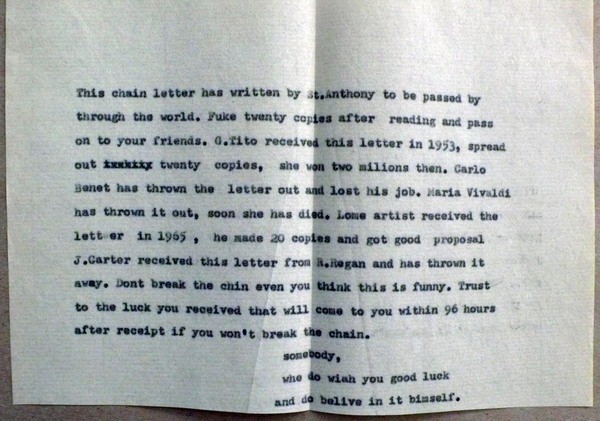 This chain letter has written by St.Anthony to be passed by
through the world. Fuke twenty copies after reading and pass
on to your friends. G.Tito received this letter in 1953, spread
out twenty copies, she won two milions then. Carlo
Benet has thrown the letter out and lost his job. Maria Vivaldi
has thrown it out, soon she has died. Lome artist received the
letter in 1965 , he made 20 copies and got good proposal
J.Carter received this letter from R.Regan and has thrown it
away. Dont break the chin even you think this is funny. Trust
to the luck you received that will come to you within 96 hours
after receipt if you won't break the chain.
somebody,
who do wish you good luck
and do belive in it bimself.